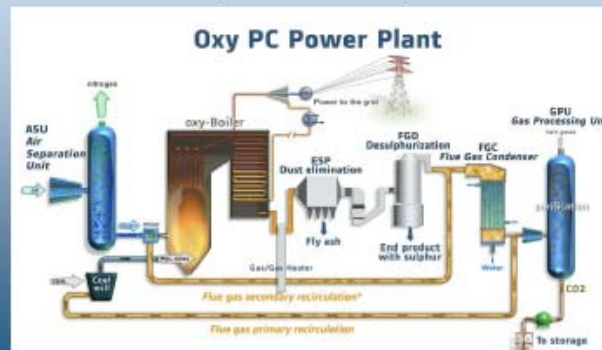 Oxy PC Power Plant
nitrogen
ASU
Air
Separation
Unit
oxy-Boiler
Power to the grid
ESP
Dust elimination
FGD
Desulphurization
FGC
Flue Gas Condenser
GPU
Gas Processing Un
purification
Fly ash
End product
with sulphur
Gas/Gas Heater
Water
Coal
mill
CO2
Flue gas secondary recirculation*
Flue gas primary recirculation
To storage